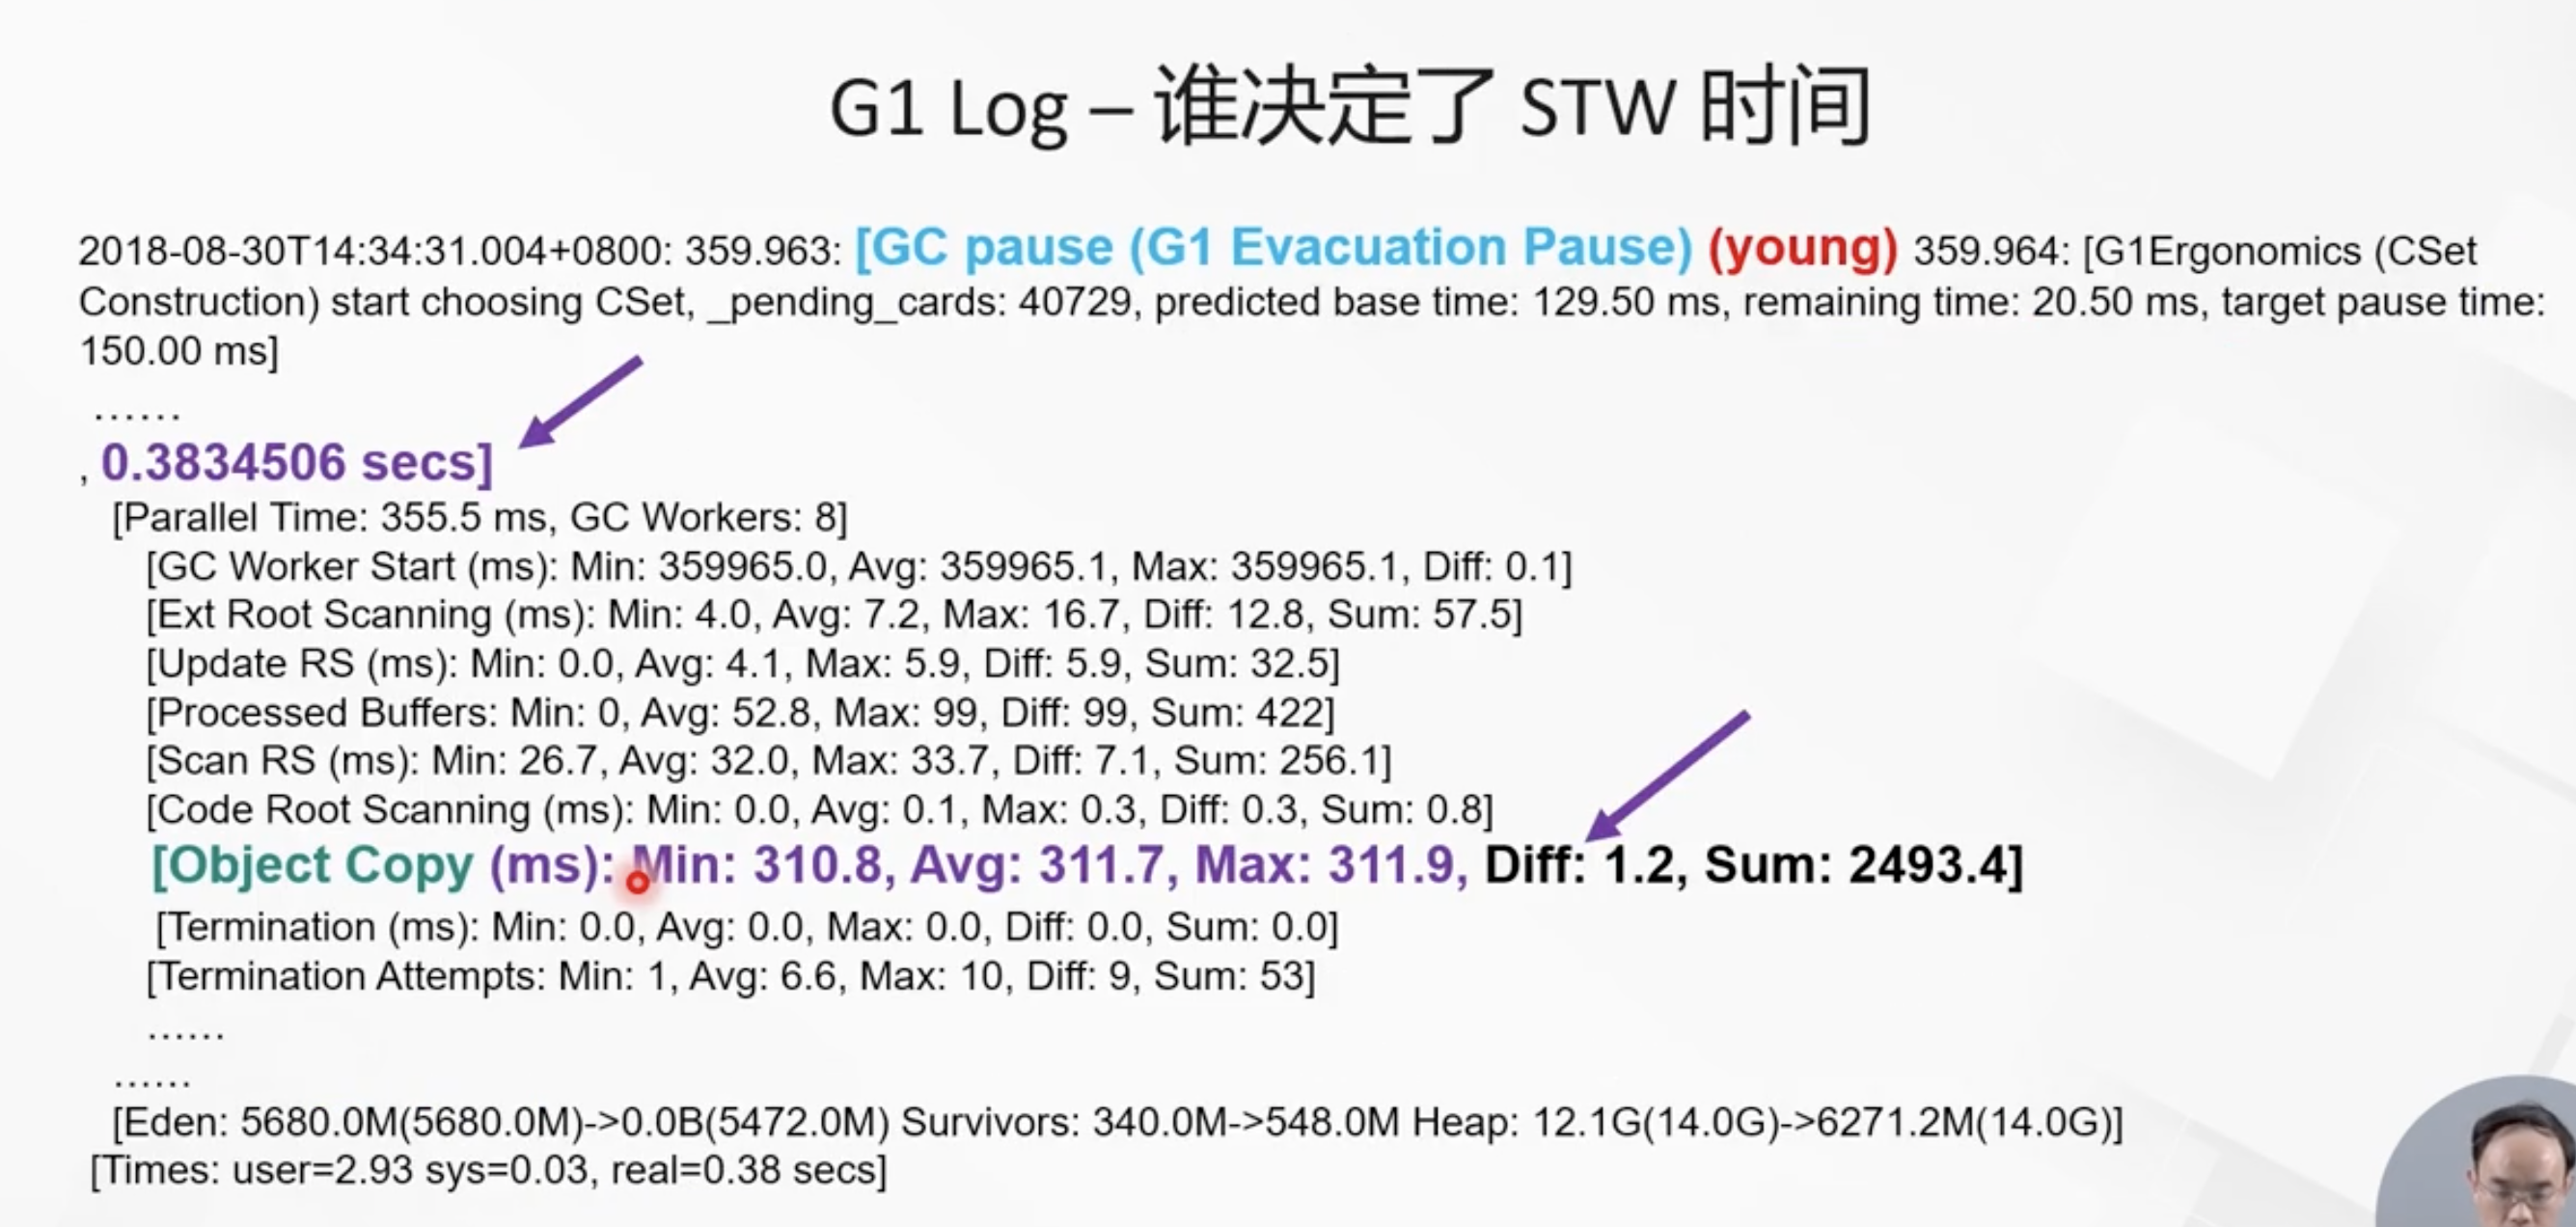 G1 Log – 谁决定了 STW 时间
2018-08-30T14:34:31.004+0800: 359.963: [GC pause (G1 Evacuation Pause) (young) 359.964: [G1Ergonomics (CSet
Construction) start choosing CSet, _pending_cards: 40729, predicted base time: 129.50 ms, remaining time: 20.50 ms, target pause time:
150.00 ms]
......
, 0.3834506 secs]
[Parallel Time: 355.5 ms, GC Workers: 8]
[GC Worker Start (ms): Min: 359965.0, Avg: 359965.1, Max: 359965.1, Diff: 0.1]
[Ext Root Scanning (ms): Min: 4.0, Avg: 7.2, Max: 16.7, Diff: 12.8, Sum: 57.5]
[Update RS (ms): Min: 0.0, Avg: 4.1, Max: 5.9, Diff: 5.9, Sum: 32.5]
[Processed Buffers: Min: 0, Avg: 52.8, Max: 99, Diff: 99, Sum: 422]
[Scan RS (ms): Min: 26.7, Avg: 32.0, Max: 33.7, Diff: 7.1, Sum: 256.1]
[Code Root Scanning (ms): Min: 0.0, Avg: 0.1, Max: 0.3, Diff: 0.3, Sum: 0.8]
[Object Copy (ms): Min: 310.8, Avg: 311.7, Max: 311.9, Diff: 1.2, Sum: 2493.4]
[Termination (ms): Min: 0.0, Avg: 0.0, Max: 0.0, Diff: 0.0, Sum: 0.0]
[Termination Attempts: Min: 1, Avg: 6.6, Max: 10, Diff: 9, Sum: 53]
......
......
[Eden: 5680.0M(5680.0M)->0.0B(5472.0M) Survivors: 340.0M->548.0M Heap: 12.1G(14.0G)->6271.2M(14.0G)]
[Times: user=2.93 sys=0.03, real=0.38 secs]